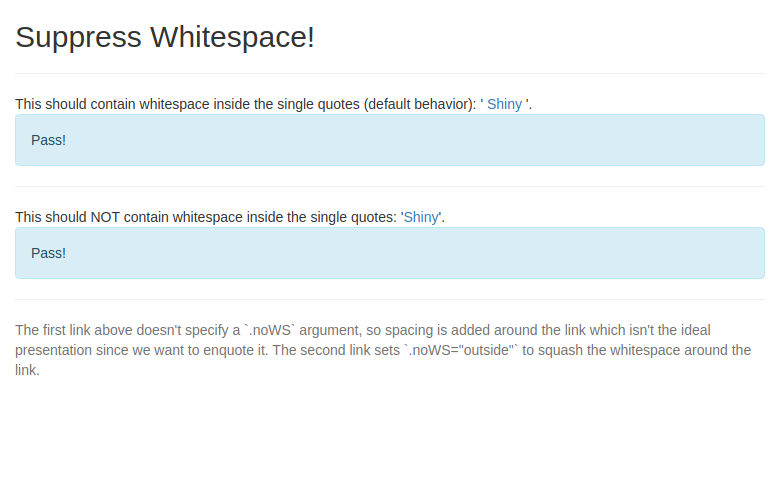 Suppress Whitespace!
This should contain whitespace inside the single quotes (default behavior): ' Shiny '.
Pass!
This should NOT contain whitespace inside the single quotes: 'Shiny'.
Pass!
The first link above doesn't specify a `.noWS` argument, so spacing is added around the link which isn't the ideal
presentation since we want to enquote it. The second link sets `.noWS="outside"` to squash the whitespace around the
link.